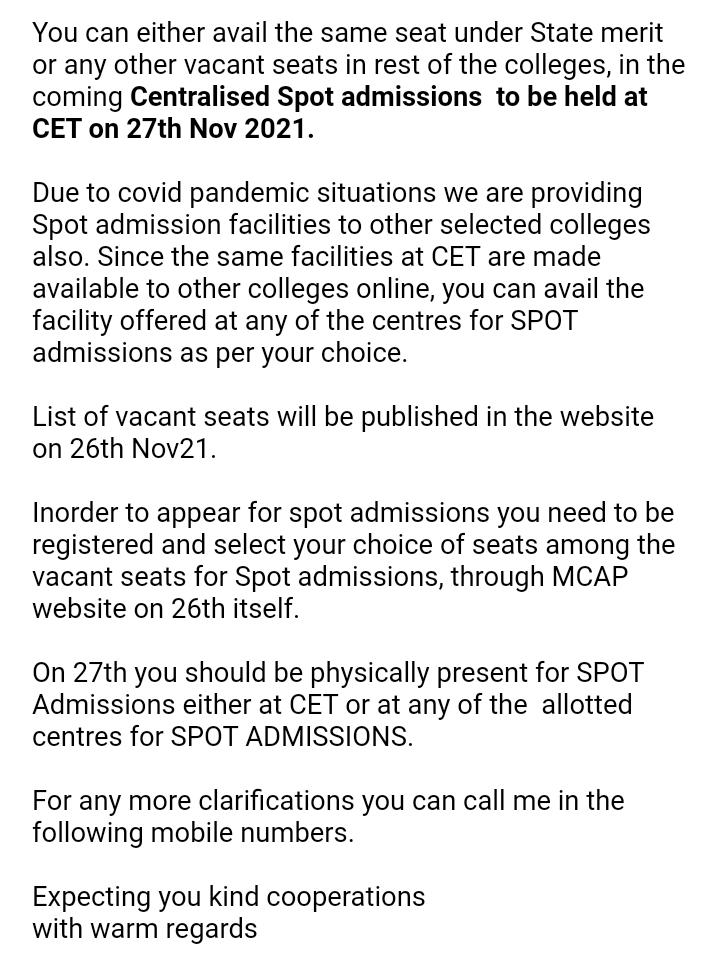 You can either avail the same seat under State merit
or any other vacant seats in rest of the colleges, in the
coming Centralised Spot admissions  to be held at
CET on 27th Nov 2021.
Due to covid pandemic situations we are providing
Spot admission facilities to other selected colleges
also. Since the same facilities at CET are made
available to other colleges online, you can avail the
facility offered at any of the centres for SPOT
admissions as per your choice.
List of vacant seats will be published in the website
on 26th Nov21.
Inorder to appear for spot admissions you need to be
registered and select your choice of seats among the
vacant seats for Spot admissions, through MCAP
website on 26th itself.
On 27th you should be physically present for SPOT
Admissions either at CET or at any of the  allotted
centres for SPOT ADMISSIONS.
For any more clarifications you can call me in the
following mobile numbers.
Expecting you kind cooperations
with warm regards